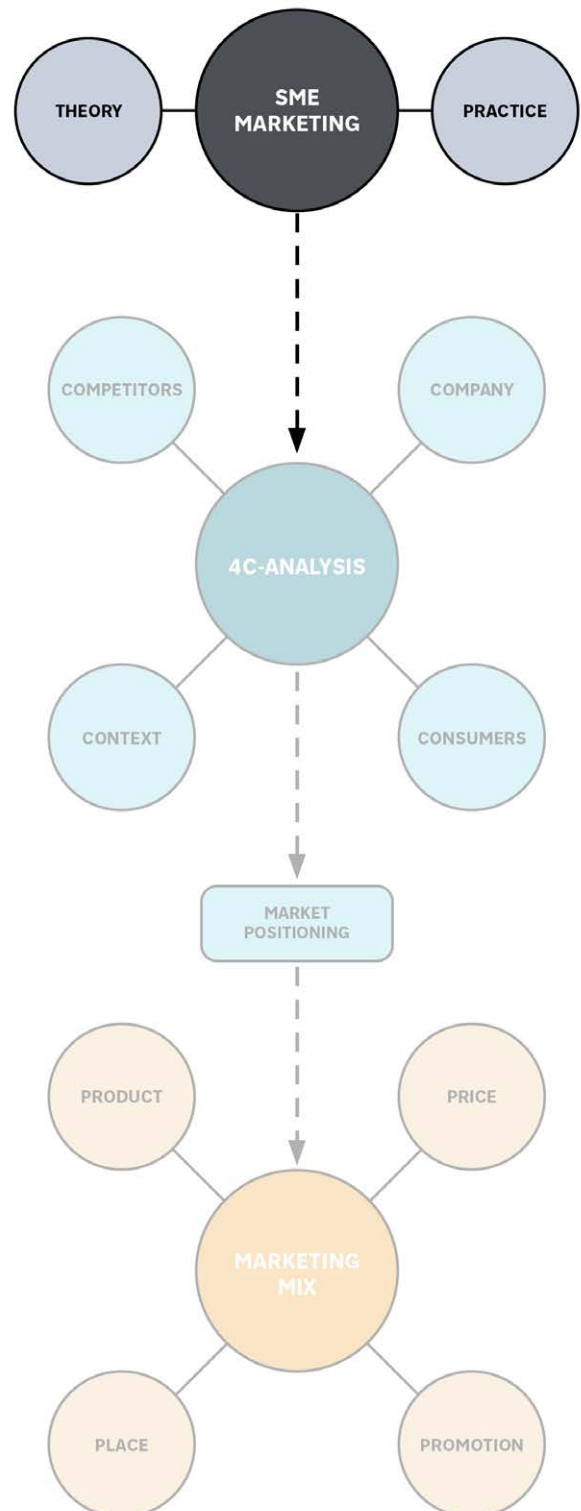 THEORY
SME
MARKETING
PRACTICE
COMPETITORS
COMPANY
4C-ANALYSIS
CONTEXT
CONSUMERS
MARKET
POSITIONING
PRODUCT
PRICE
MARKETING
MIX
PLACE
PROMOTION